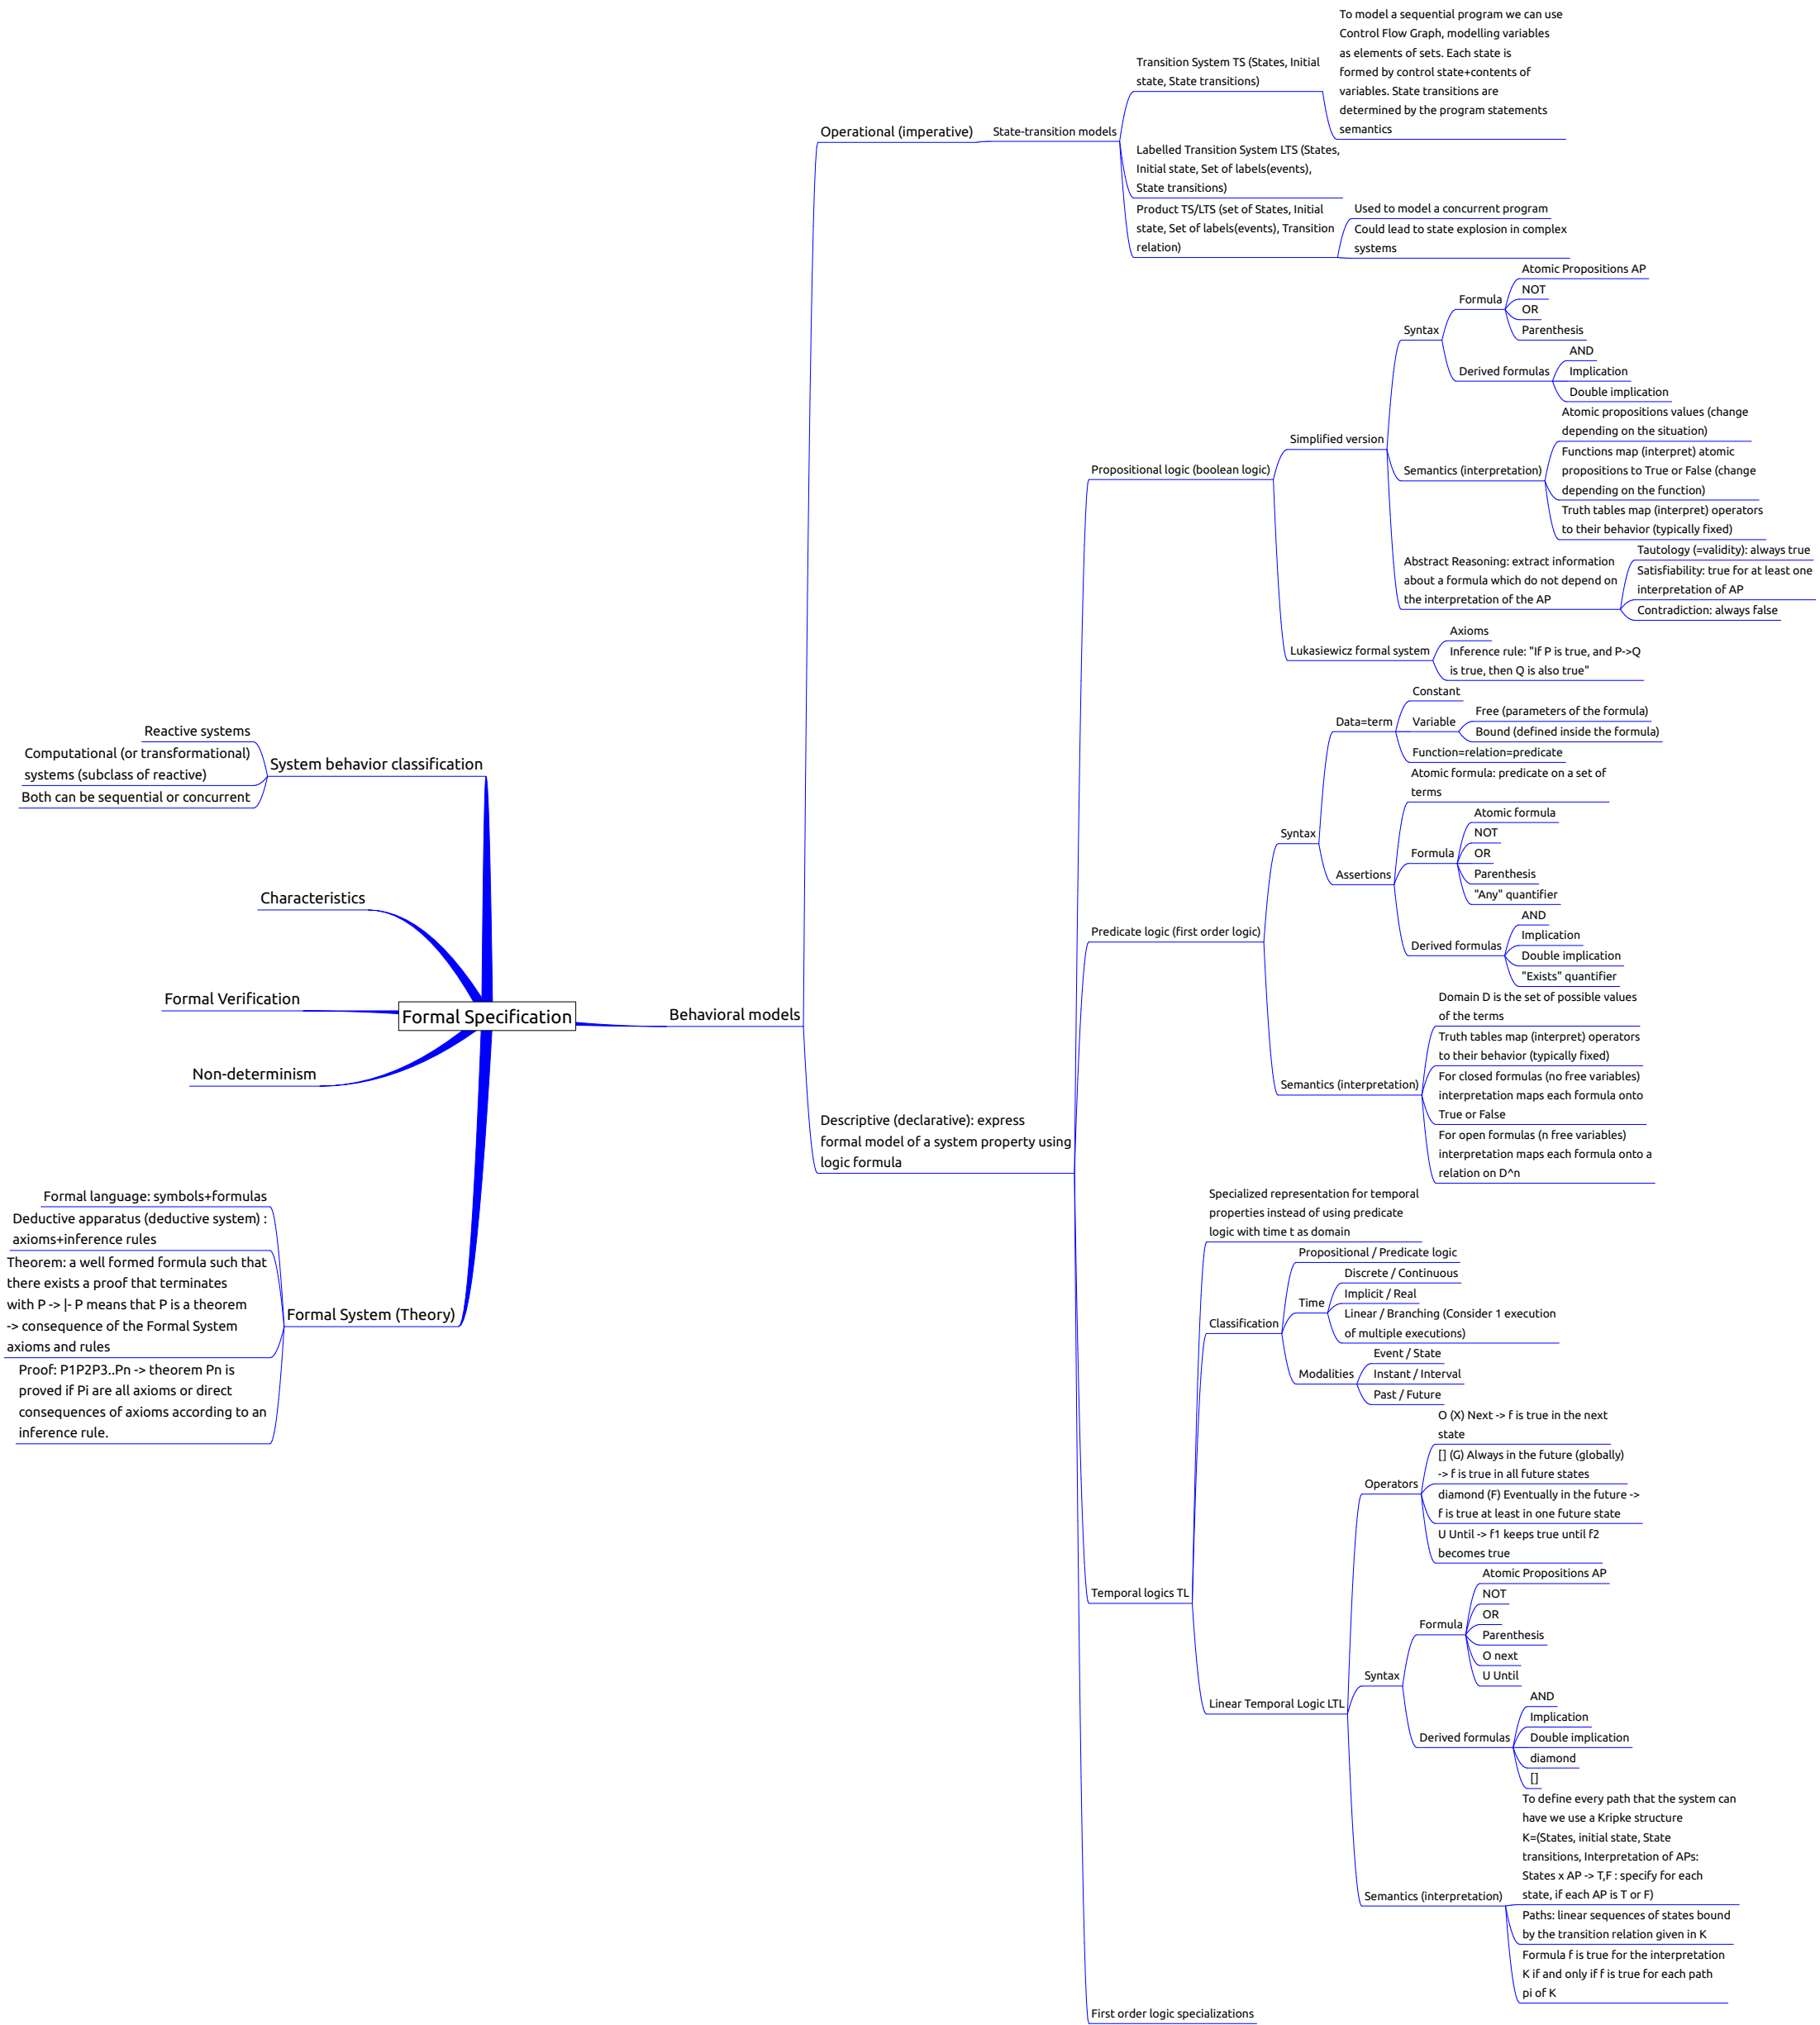 Formal Specification
System behavior classification
Reactive systems
Computational (or transformational)
systems (subclass of reactive)
Both can be sequential or concurrent
Characteristics
Formal Verification
Non-determinism
Formal System (Theory)
Formal language: symbols+formulas
Deductive apparatus (deductive system) :
axioms+inference rules
Theorem: a well formed formula such that
there exists a proof that terminates
with P -> |- P means that P is a theorem
-> consequence of the Formal System
axioms and rules
Proof: P1P2P3..Pn -> theorem Pn is
proved if Pi are all axioms or direct
consequences of axioms according to an
inference rule.
Behavioral models
Operational (imperative)
State-transition models
Transition System TS (States, Initial
state, State transitions)
To model a sequential program we can use
Control Flow Graph, modelling variables
as elements of sets. Each state is
formed by control state+contents of
variables. State transitions are
determined by the program statements
semantics
Labelled Transition System LTS (States,
Initial state, Set of labels(events),
State transitions)
Product TS/LTS (set of States, Initial
state, Set of labels(events), Transition
relation)
Used to model a concurrent program
Could lead to state explosion in complex
systems
Descriptive (declarative): express
formal model of a system property using
logic formula
Propositional logic (boolean logic)
Simplified version
Syntax
Formula
Atomic Propositions AP
NOT
OR
Parenthesis
Derived formulas
AND
Implication
Double implication
Semantics (interpretation)
Atomic propositions values (change
depending on the situation)
Functions map (interpret) atomic
propositions to True or False (change
depending on the function)
Truth tables map (interpret) operators
to their behavior (typically fixed)
Abstract Reasoning: extract information
about a formula which do not depend on
the interpretation of the AP
Tautology (=validity): always true
Satisfiability: true for at least one
interpretation of AP
Contradiction: always false
Lukasiewicz formal system
Axioms
Inference rule: "If P is true, and P->Q
is true, then Q is also true"
Predicate logic (first order logic)
Syntax
Data=term
Constant
Variable
Free (parameters of the formula)
Bound (defined inside the formula)
Function=relation=predicate
Assertions
Atomic formula: predicate on a set of
terms
Formula
Atomic formula
NOT
OR
Parenthesis
"Any" quantifier
Derived formulas
AND
Implication
Double implication
"Exists" quantifier
Semantics (interpretation)
Domain D is the set of possible values
of the terms
Truth tables map (interpret) operators
to their behavior (typically fixed)
For closed formulas (no free variables)
interpretation maps each formula onto
True or False
For open formulas (n free variables)
interpretation maps each formula onto a
relation on D^n
Temporal logics TL
Specialized representation for temporal
properties instead of using predicate
logic with time t as domain
Classification
Propositional / Predicate logic
Time
Discrete / Continuous
Implicit / Real
Linear / Branching (Consider 1 execution
of multiple executions)
Modalities
Event / State
Instant / Interval
Past / Future
Linear Temporal Logic LTL
Operators
O (X) Next -> f is true in the next
state
[] (G) Always in the future (globally)
-> f is true in all future states
diamond (F) Eventually in the future ->
f is true at least in one future state
U Until -> f1 keeps true until f2
becomes true
Syntax
Formula
Atomic Propositions AP
NOT
OR
Parenthesis
O next
U Until
Derived formulas
AND
Implication
Double implication
diamond
[]
Semantics (interpretation)
To define every path that the system can
have we use a Kripke structure
K=(States, initial state, State
transitions, Interpretation of APs:
States x AP -> T,F : specify for each
state, if each AP is T or F)
Paths: linear sequences of states bound
by the transition relation given in K
Formula f is true for the interpretation
K if and only if f is true for each path
pi of K
First order logic specializations